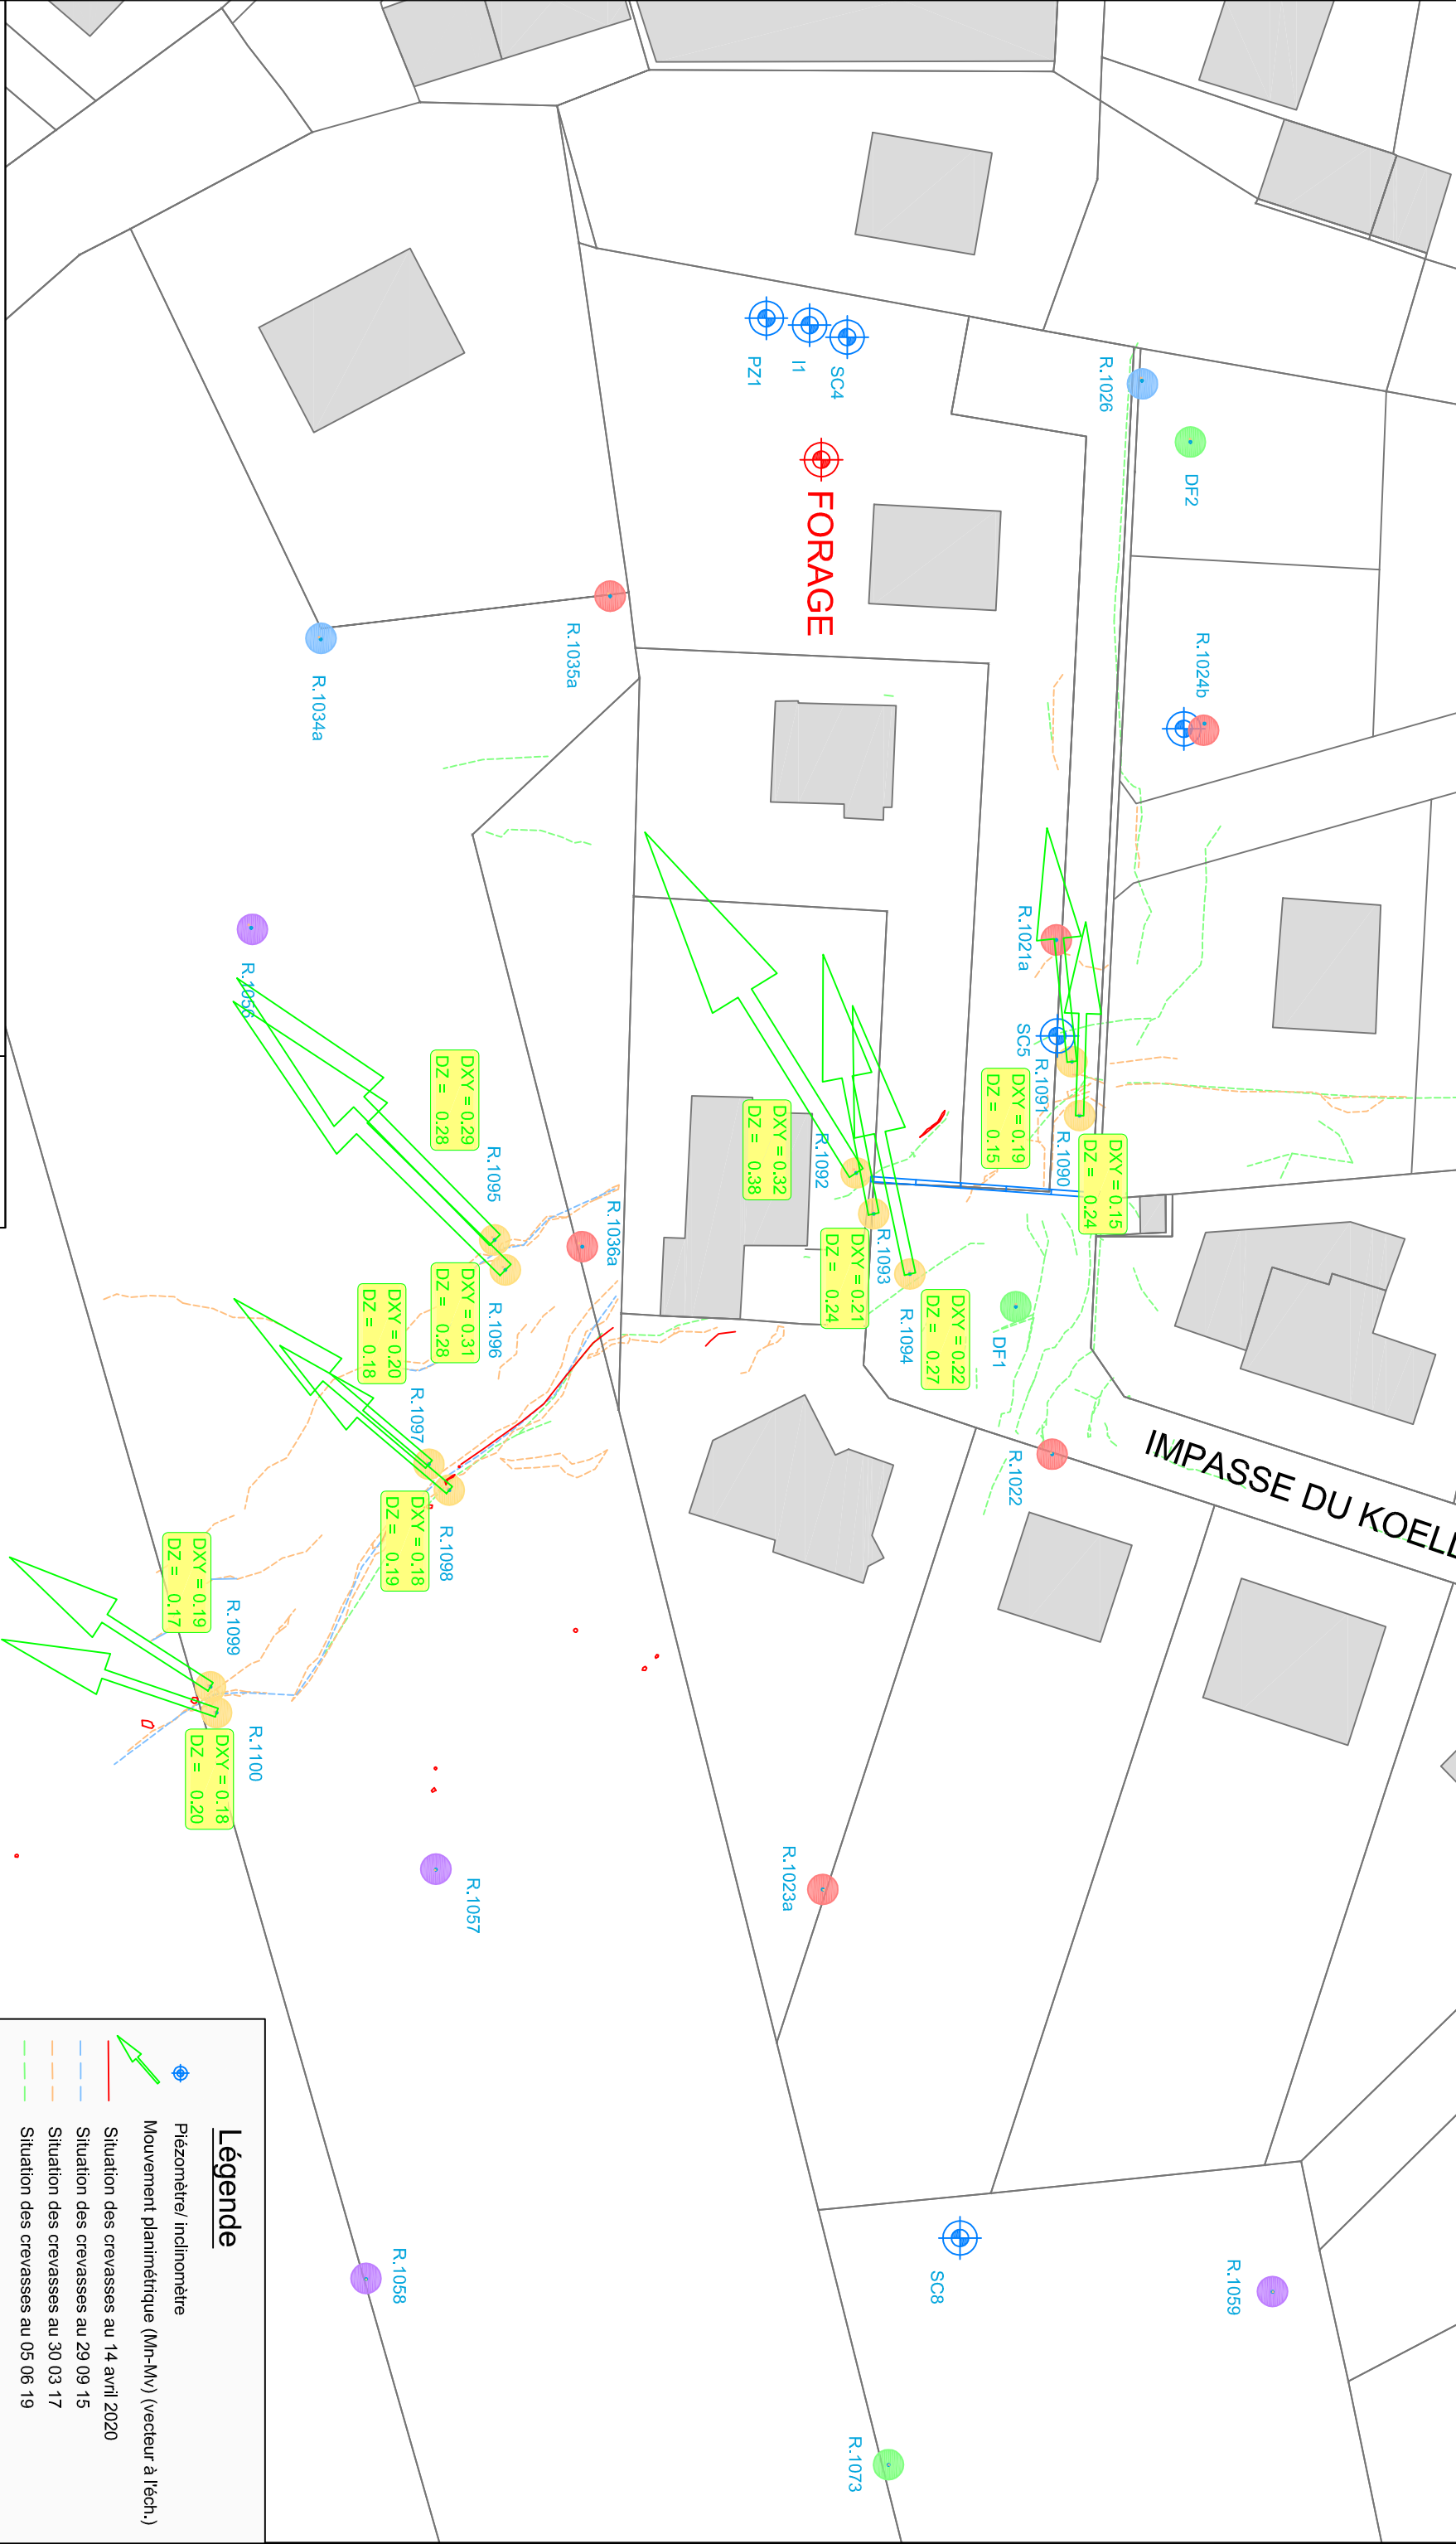 R.1026
DF2
R.1024b
PZ1
I1
SC4
FORAGE
R.1035a
R.1034a
R.1021a
SC5
R.1091
R.1090
DXY = 0.19
DZ = 0.15
DXY = 0.15
DZ = 0.24
R.1056
DXY = 0.29
DZ = 0.28
R.1095
DXY = 0.32
DZ = 0.38
R.1092
R.1036a
R.1093
DXY = 0.21
DZ = 0.24
R.1094
DXY = 0.22
DZ = 0.27
DF1
DXY = 0.31
DZ = 0.28
R.1096
DXY = 0.20
DZ = 0.18
R.1097
R.1022
IMPASSE DU KOELL
DXY = 0.18
DZ = 0.19
R.1098
DXY = 0.19
DZ = 0.17
R.1099
R.1100
DXY = 0.18
DZ = 0.20
R.1057
R.1023a
R.1058
SC8
R.1059
R.1073
Légende
Piézomètre/ inclinomètre
Mouvement planimétrique (Mn-Mv) (vecteur à l'éch.)
Situation des crevasses au 14 avril 2020
Situation des crevasses au 29 09 15
Situation des crevasses au 30 03 17
Situation des crevasses au 05 06 19